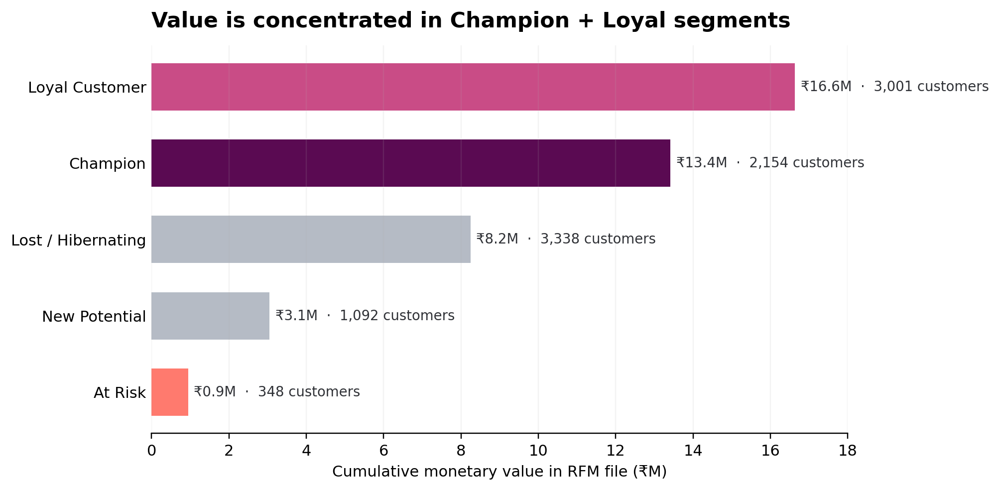 Value is concentrated in Champion + Loyal segments
Loyal Customer
₹16.6M · 3,001 customers
Champion
₹13.4M · 2,154 customers
Lost / Hibernating
₹8.2M · 3,338 customers
New Potential
₹3.1M · 1,092 customers
At Risk
₹0.9M · 348 customers
0 2 4 6 8 10 12 14 16 18
Cumulative monetary value in RFM file (₹M)